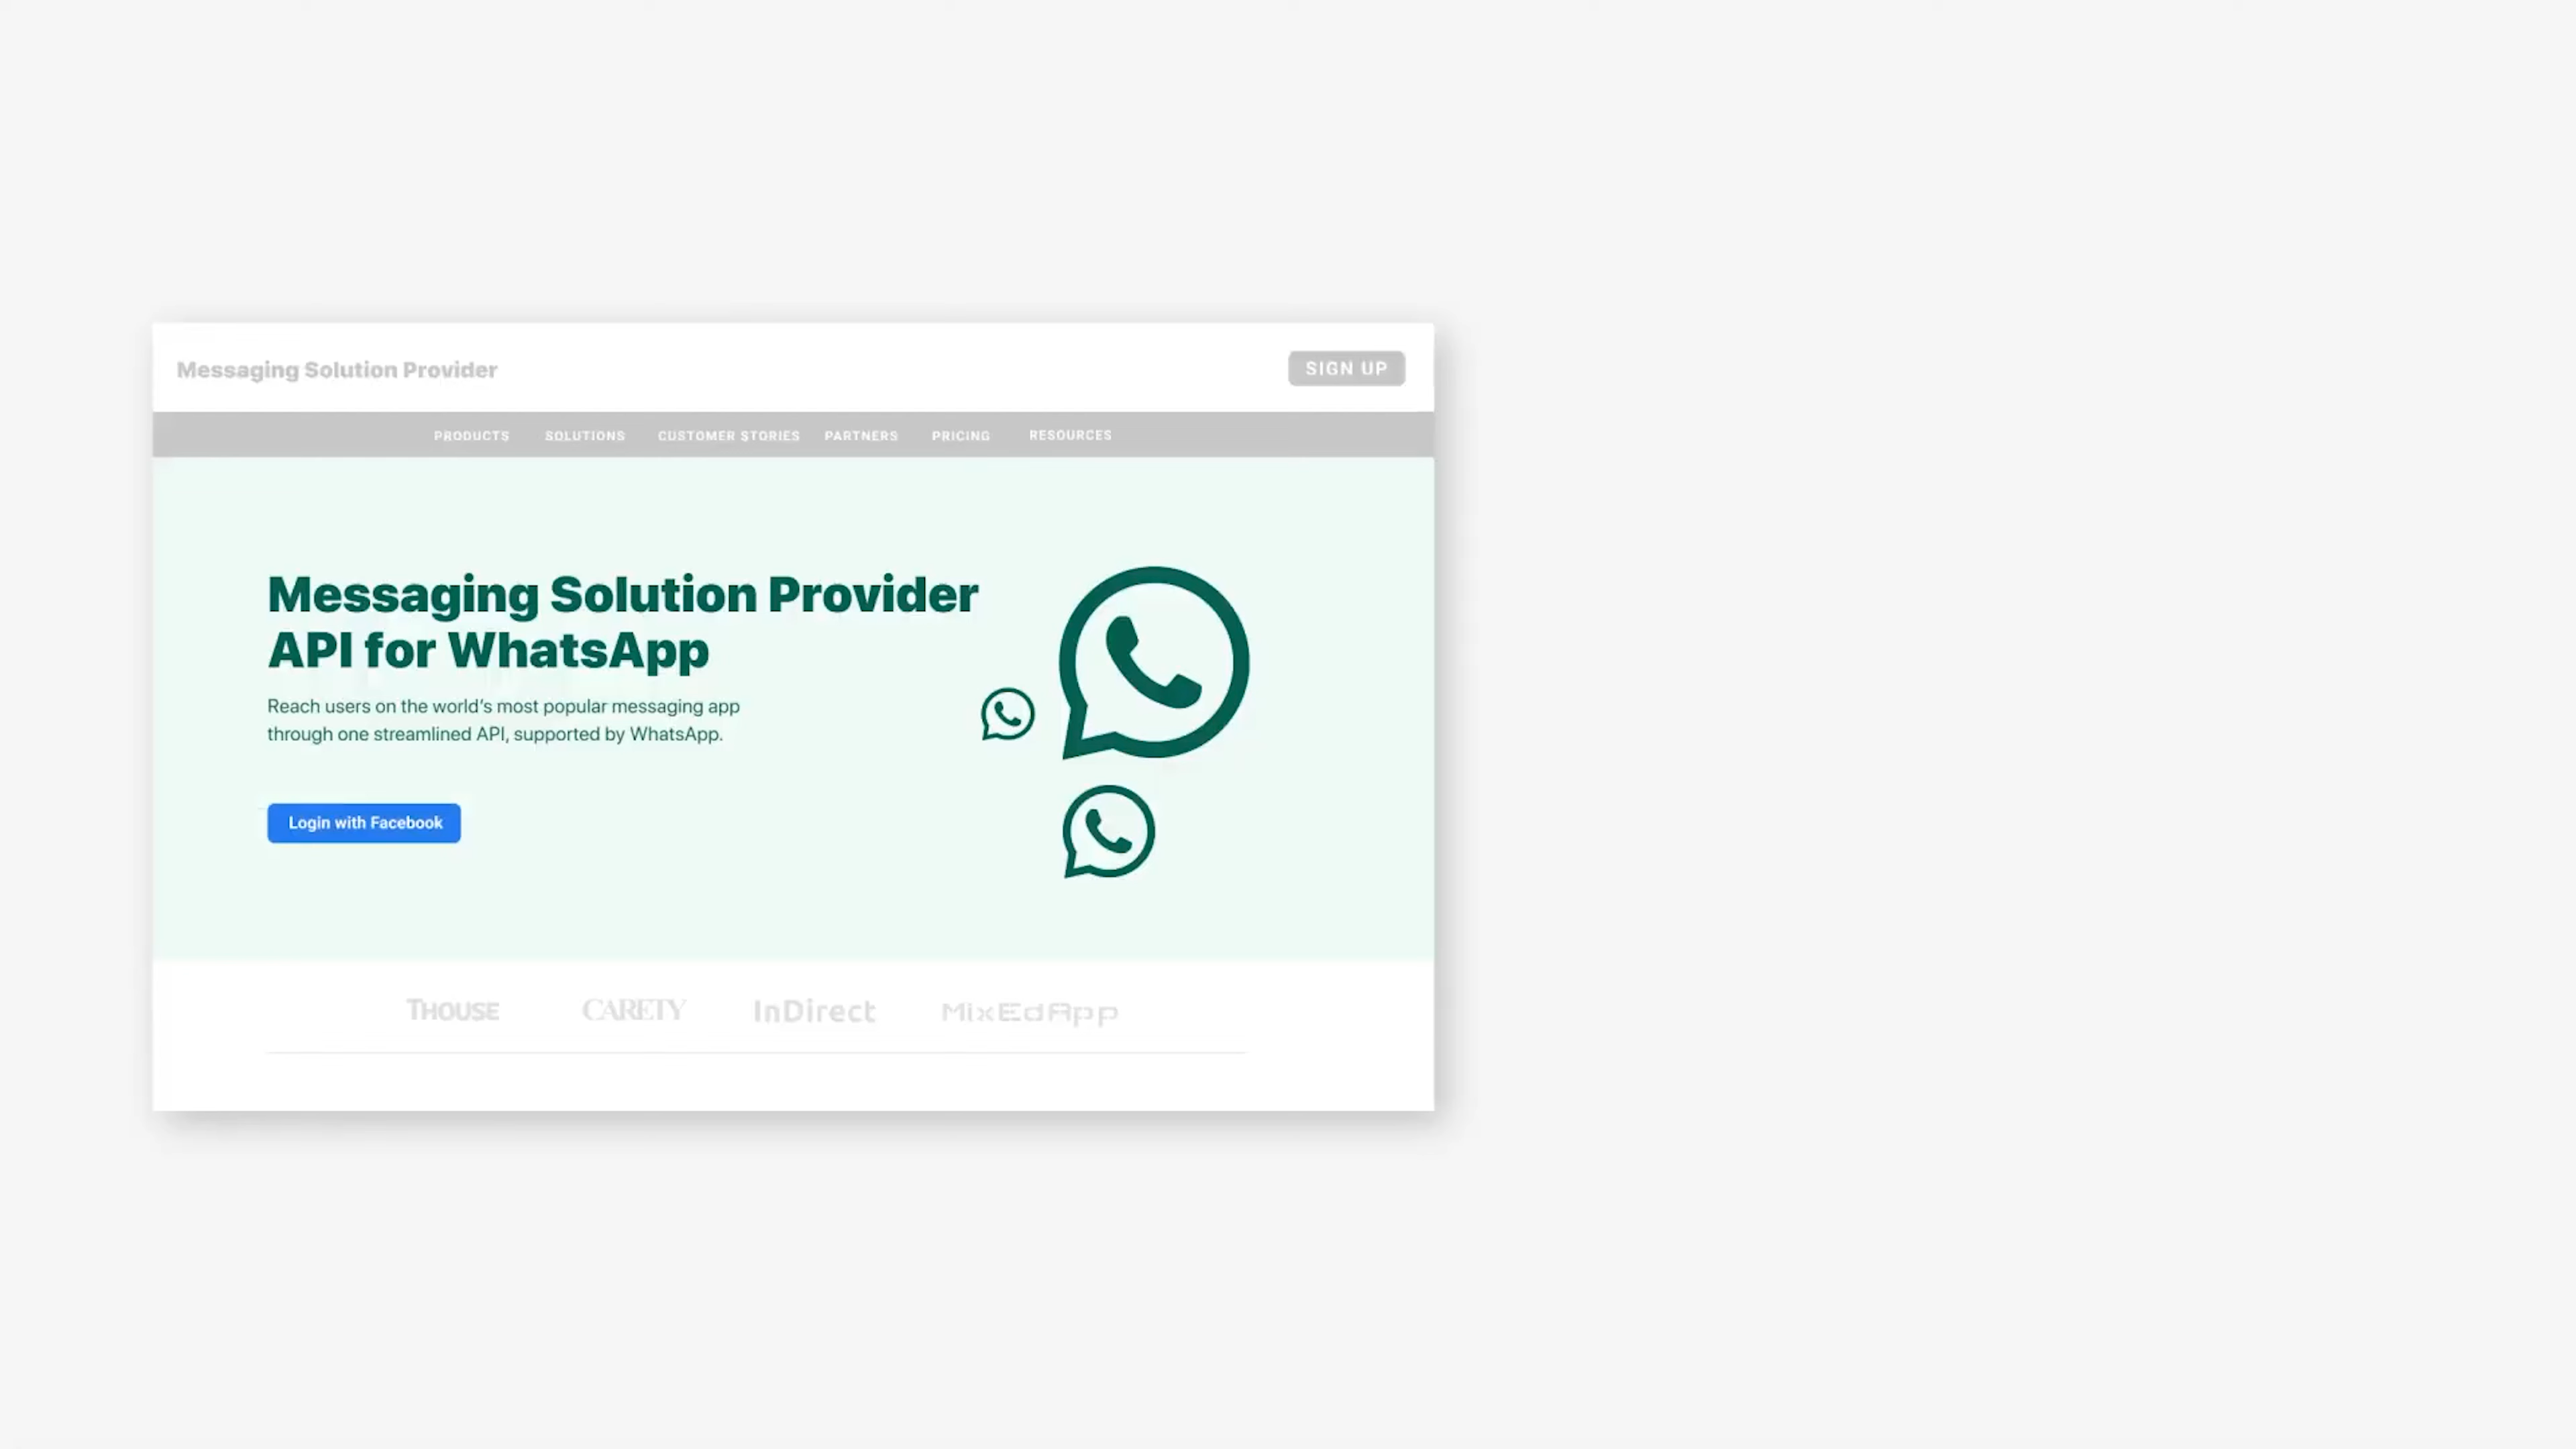 Messaging Solution Provider
SIGN UP
PRODUCTS SOLUTIONS CUSTOMER STORIES PARTNERS PRICING RESOURCES
Messaging Solution Provider
API for WhatsApp
Reach users on the world’s most popular messaging app
through one streamlined API, supported by WhatsApp.
Login with Facebook
THOUSE CARETY InDirect MixEdApp